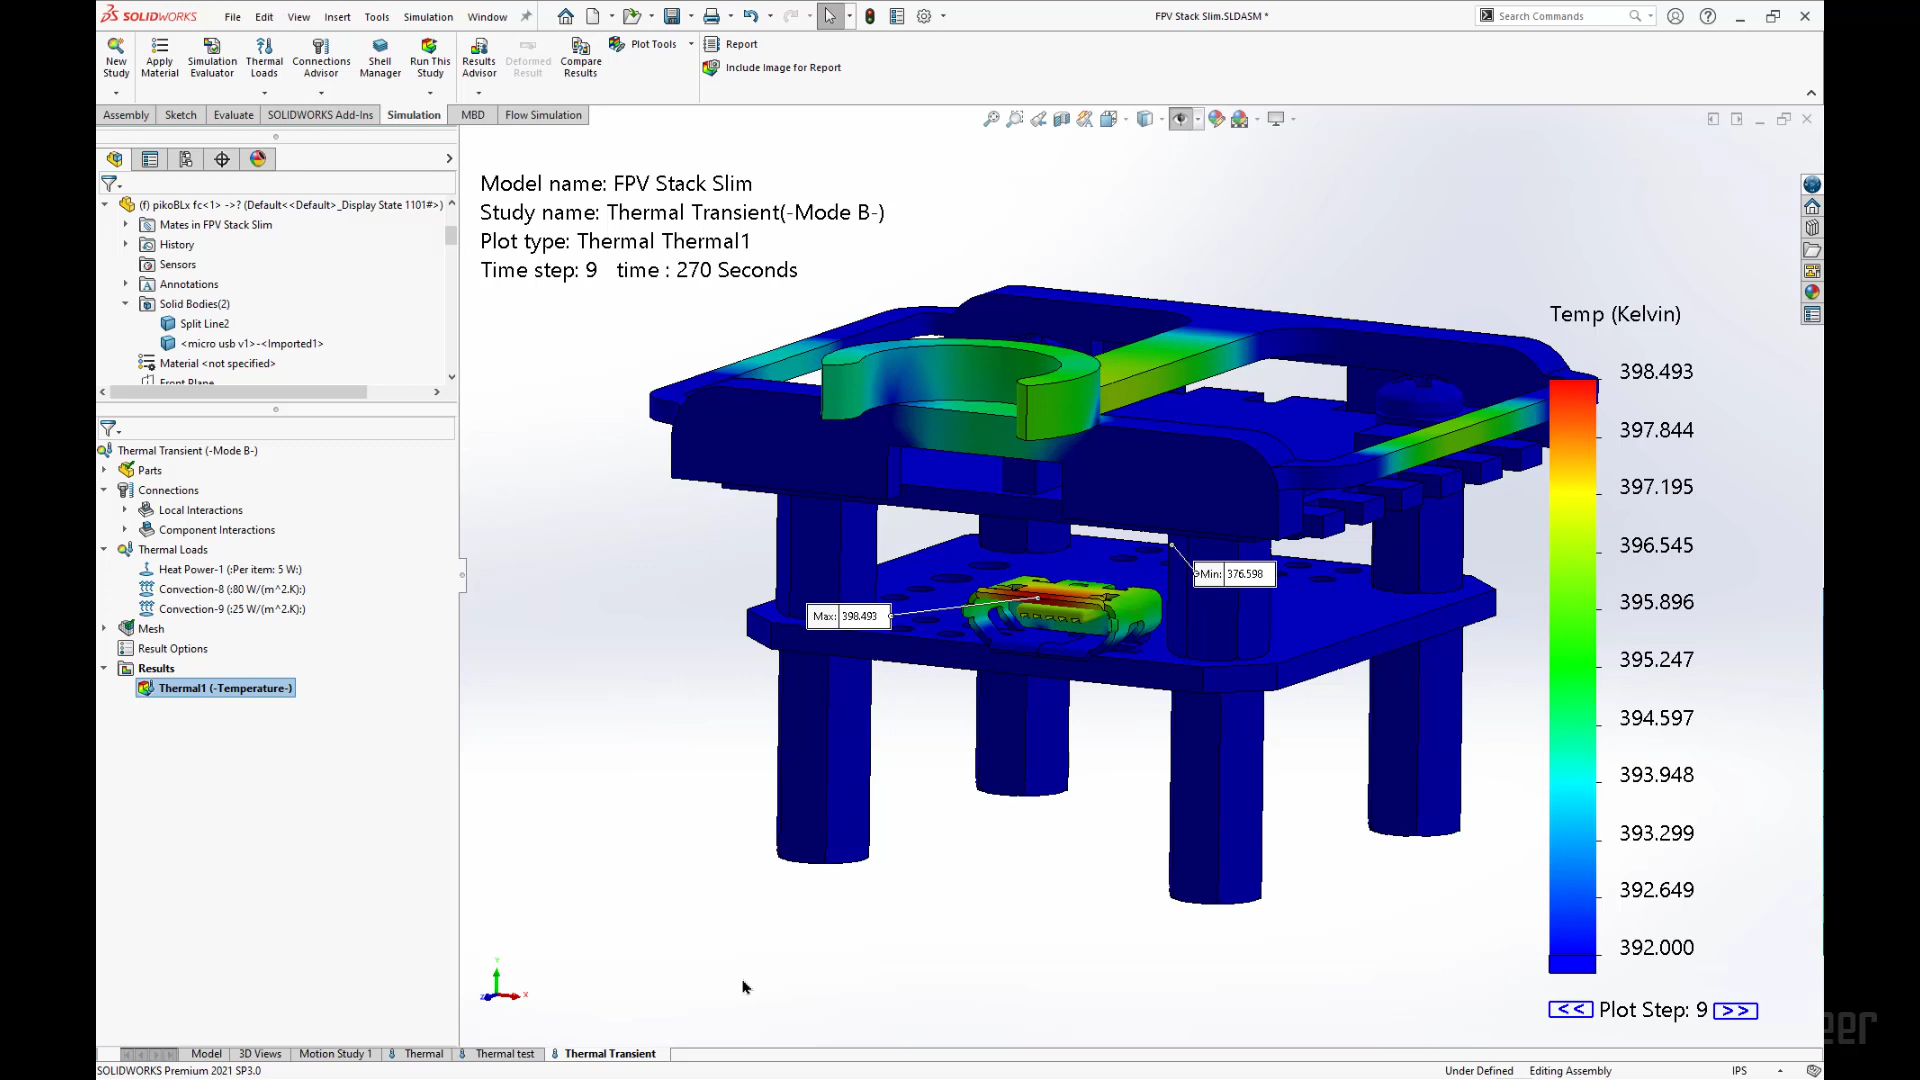 SOLIDWORKS File Edit View Insert Tools Simulation Window FPV Stack Slim.SLDASM * Search Commands
New Study
Apply Material
Simulation Evaluator
Thermal Loads
Connections Advisor
Shell Manager
Run This Study
Results Advisor
Deformed Result
Compare Results
Plot Tools
Report
Include Image for Report
Assembly Sketch Evaluate SOLIDWORKS Add-Ins Simulation MBD Flow Simulation
(f) pikoBLx fc<1> ->? (Default<<Default>_Display State 1101#>)
Mates in FPV Stack Slim
History
Sensors
Annotations
Solid Bodies(2)
Split Line2
<micro usb v1>-<Imported1>
Material <not specified>
Front Plane
Thermal Transient (-Mode B-)
Parts
Connections
Local Interactions
Component Interactions
Thermal Loads
Heat Power-1 (:Per item: 5 W:)
Convection-8 (:80 W/(m^2.K):)
Convection-9 (:25 W/(m^2.K):)
Mesh
Result Options
Results
Thermal1 (-Temperature-)
Model name: FPV Stack Slim
Study name: Thermal Transient(-Mode B-)
Plot type: Thermal Thermal1
Time step: 9 time : 270 Seconds
Min: 376.598
Max: 398.493
Temp (Kelvin)
398.493
397.844
397.195
396.545
395.896
395.247
394.597
393.948
393.299
392.649
392.000
Y
Z X
<< Plot Step: 9 >>
eer
Model 3D Views Motion Study 1 Thermal Thermal test Thermal Transient
SOLIDWORKS Premium 2021 SP3.0 Under Defined Editing Assembly IPS